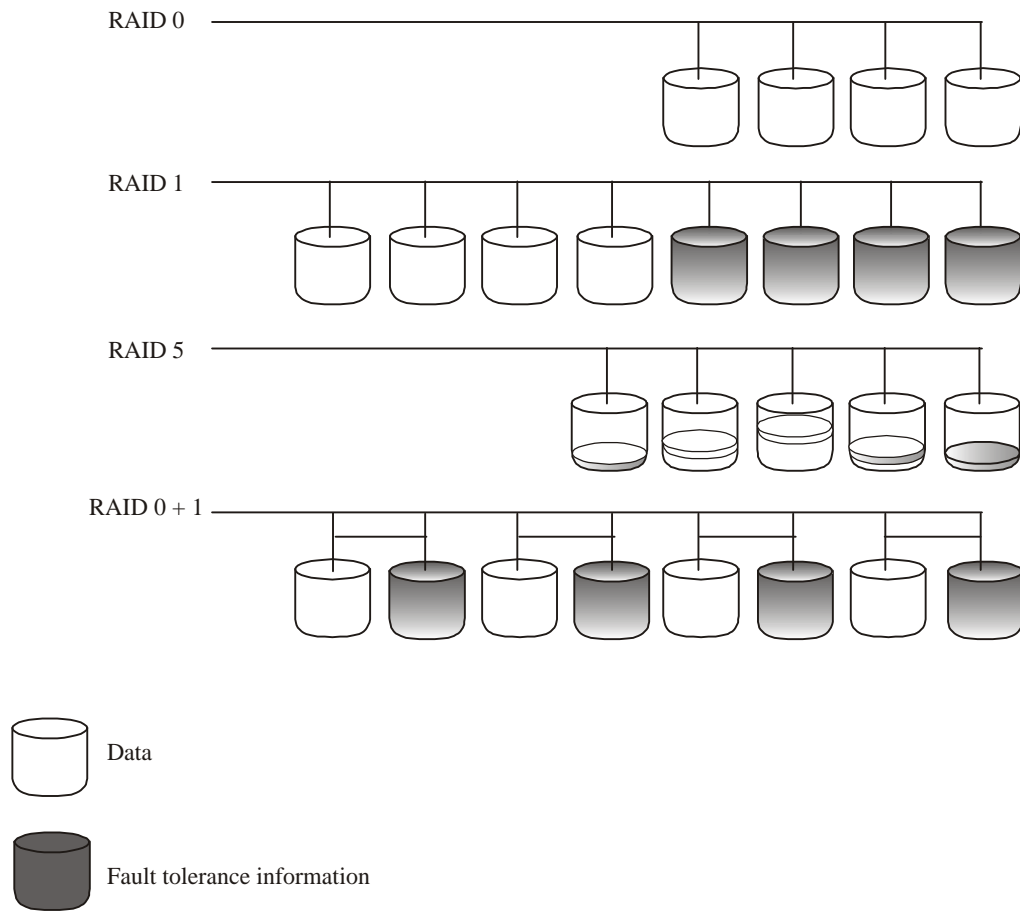 RAID 0
RAID 1
RAID 5
RAID 0 + 1
Data
Fault tolerance information